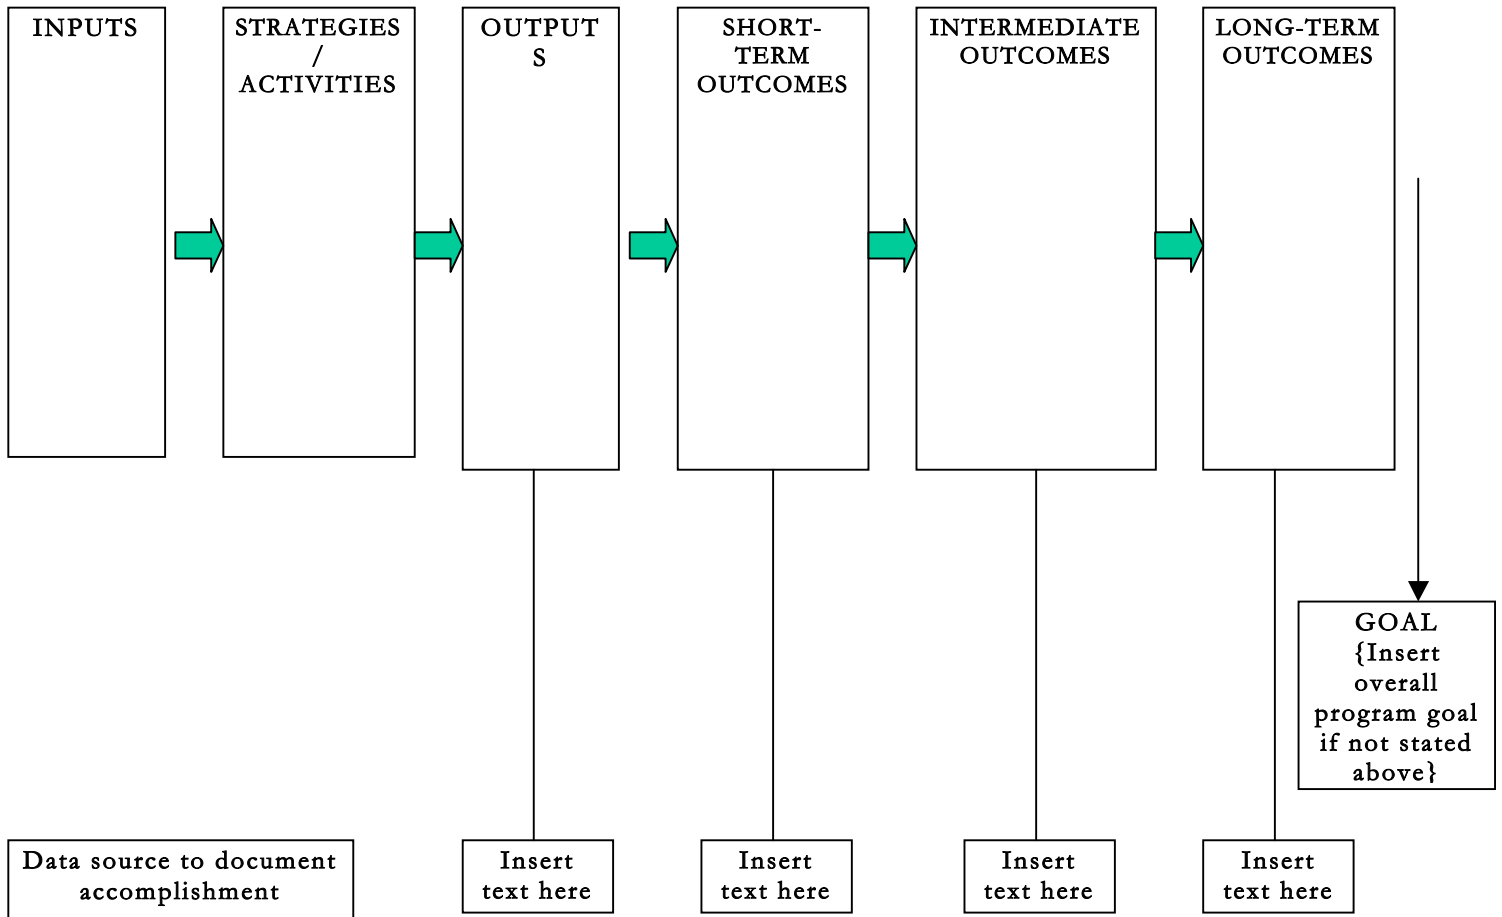 INPUTS
STRATEGIES
/
ACTIVITIES
OUTPUT
S
SHORT-
TERM
OUTCOMES
INTERMEDIATE
OUTCOMES
LONG-TERM
OUTCOMES
GOAL
{Insert
overall
program goal
if not stated
above}
Data source to document
accomplishment
Insert
text here
Insert
text here
Insert
text here
Insert
text here